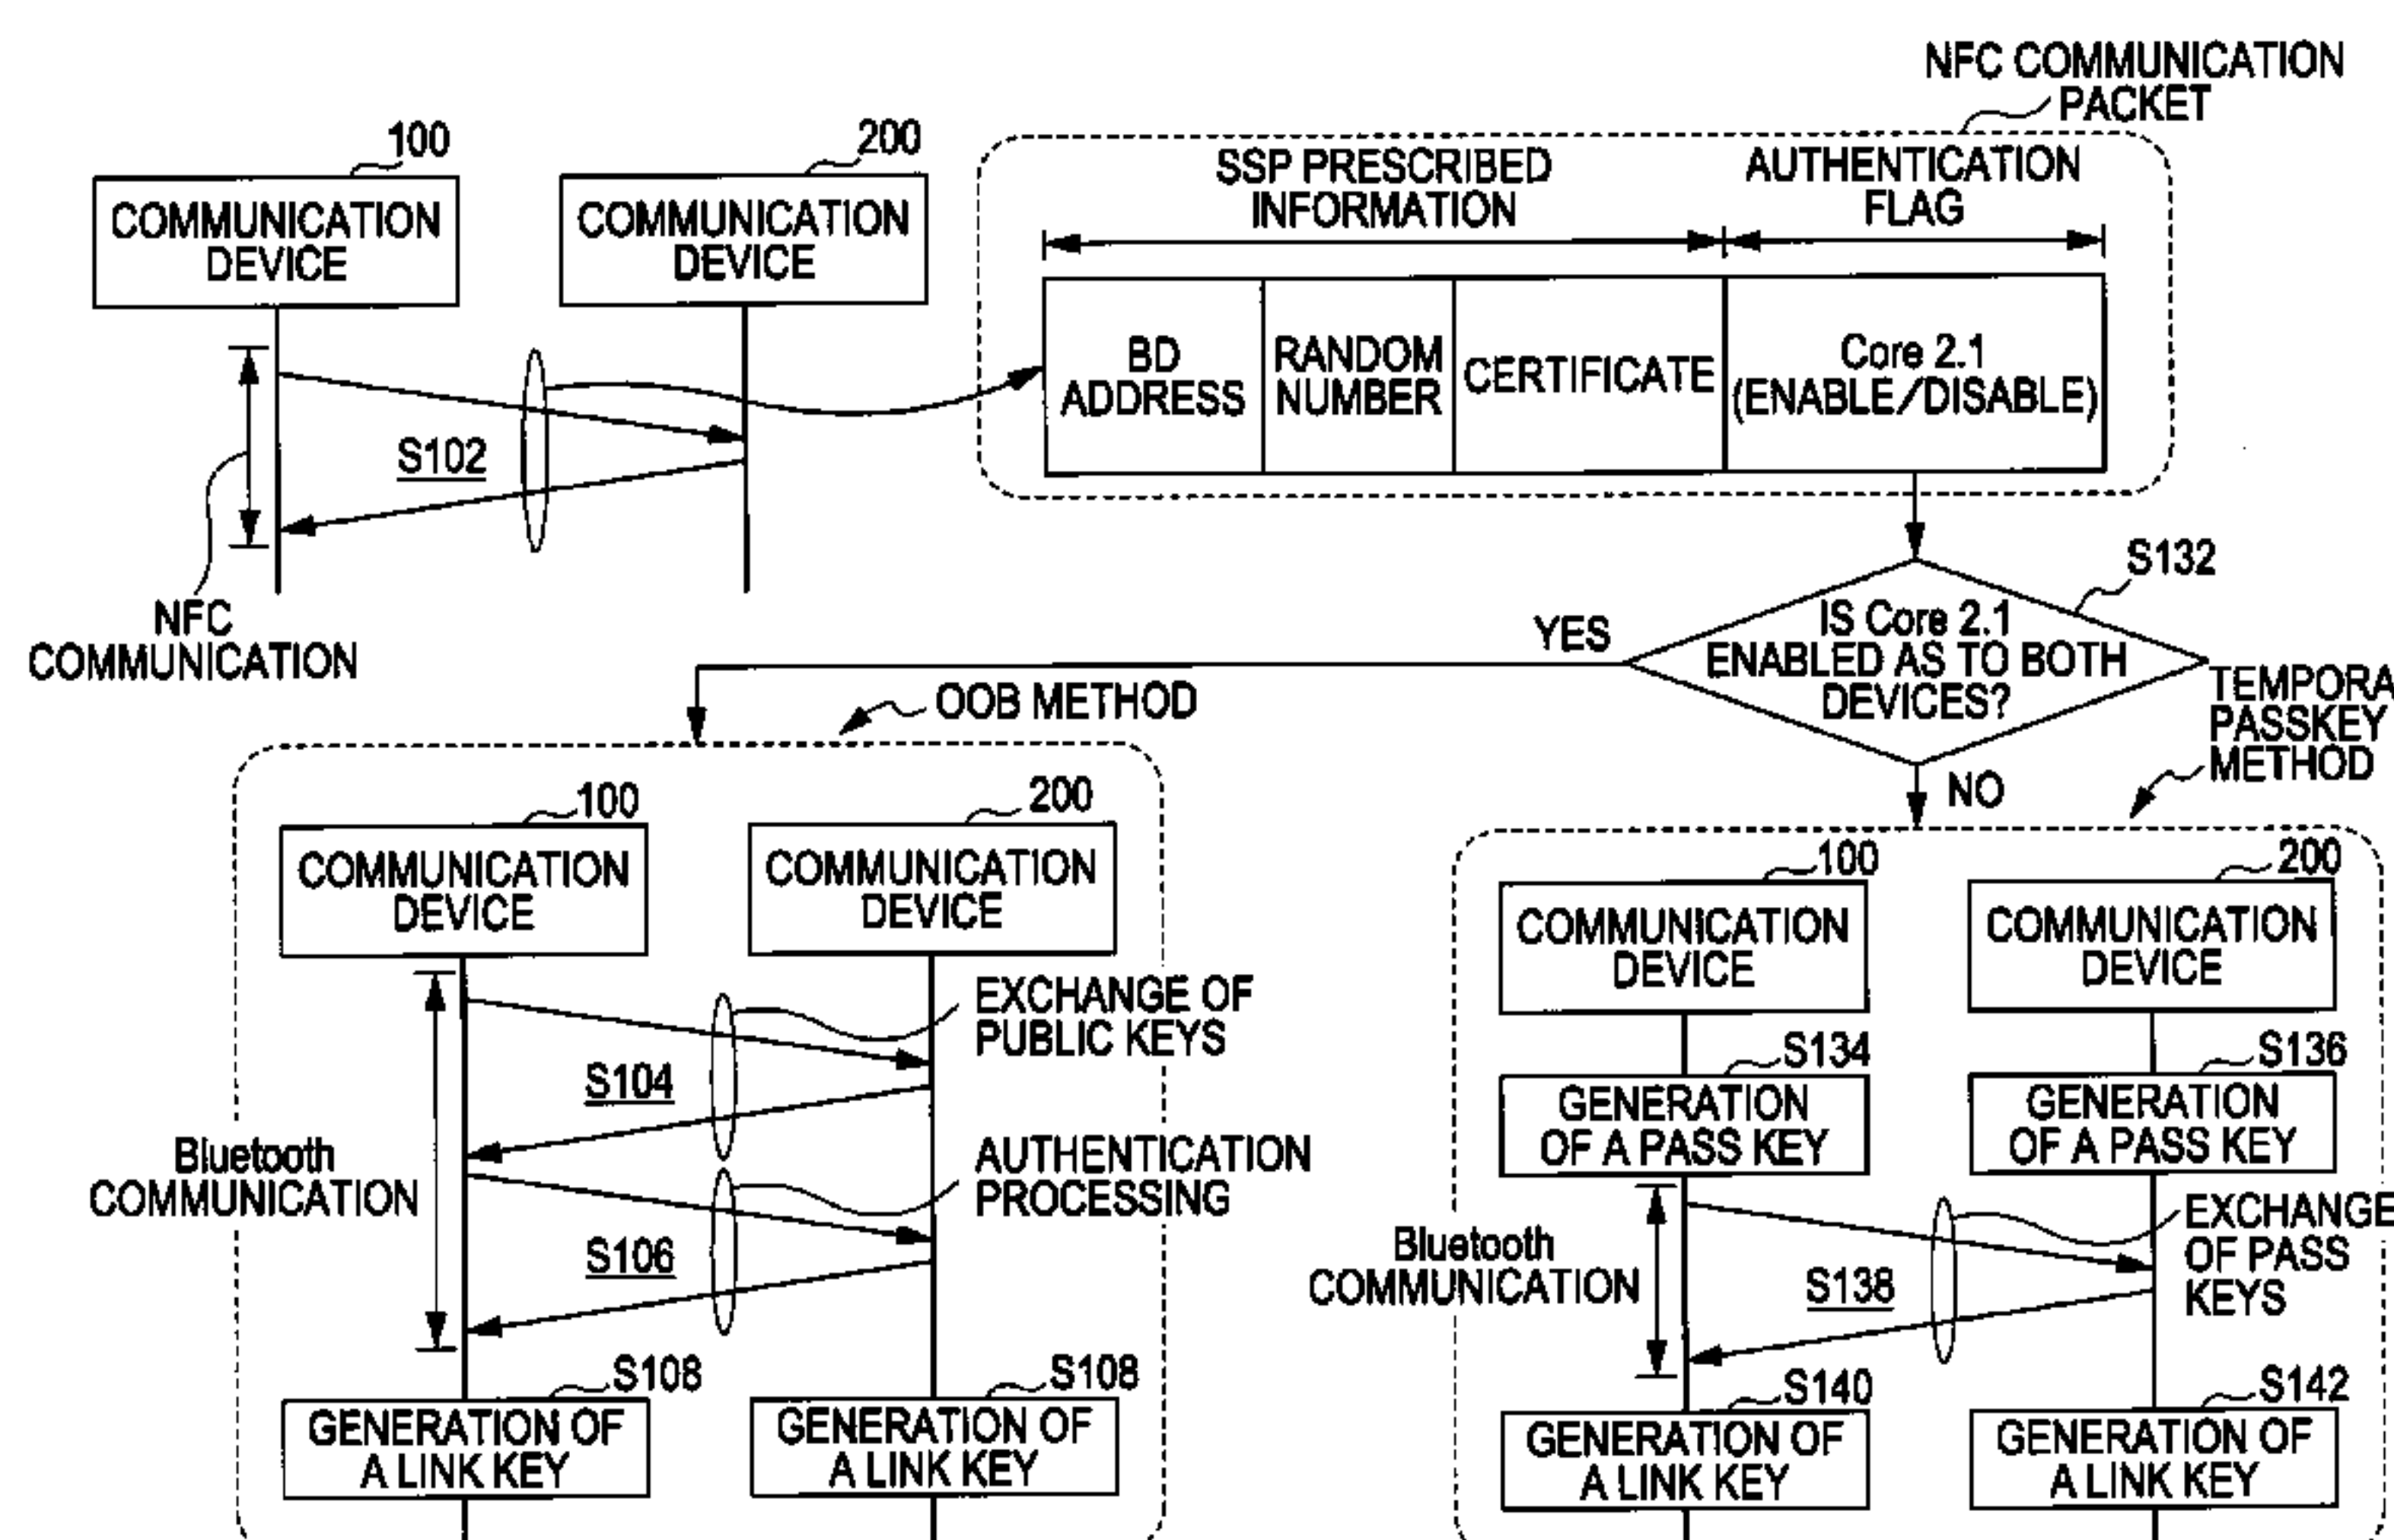 NFC COMMUNICATION
PACKET
100
200
COMMUNICATION
DEVICE
COMMUNICATION
DEVICE
SSP PRESCRIBED
INFORMATION
AUTHENTICATION
FLAG
BD
ADDRESS
RANDOM
NUMBER
CERTIFICATE
Core 2.1
(ENABLE/DISABLE)
S102
NFC
COMMUNICATION
S132
IS Core 2.1
ENABLED AS TO BOTH
DEVICES?
YES
NO
OOB METHOD
TEMPORA
PASSKEY
METHOD
100
200
COMMUNICATION
DEVICE
COMMUNICATION
DEVICE
EXCHANGE OF
PUBLIC KEYS
S104
Bluetooth
COMMUNICATION
AUTHENTICATION
PROCESSING
S106
S108
S108
GENERATION OF
A LINK KEY
GENERATION OF
A LINK KEY
100
200
COMMUNICATION
DEVICE
COMMUNICATION
DEVICE
S134
S136
GENERATION
OF A PASS KEY
GENERATION
OF A PASS KEY
Bluetooth
COMMUNICATION
S138
EXCHANGE
OF PASS
KEYS
S140
S142
GENERATION OF
A LINK KEY
GENERATION OF
A LINK KEY